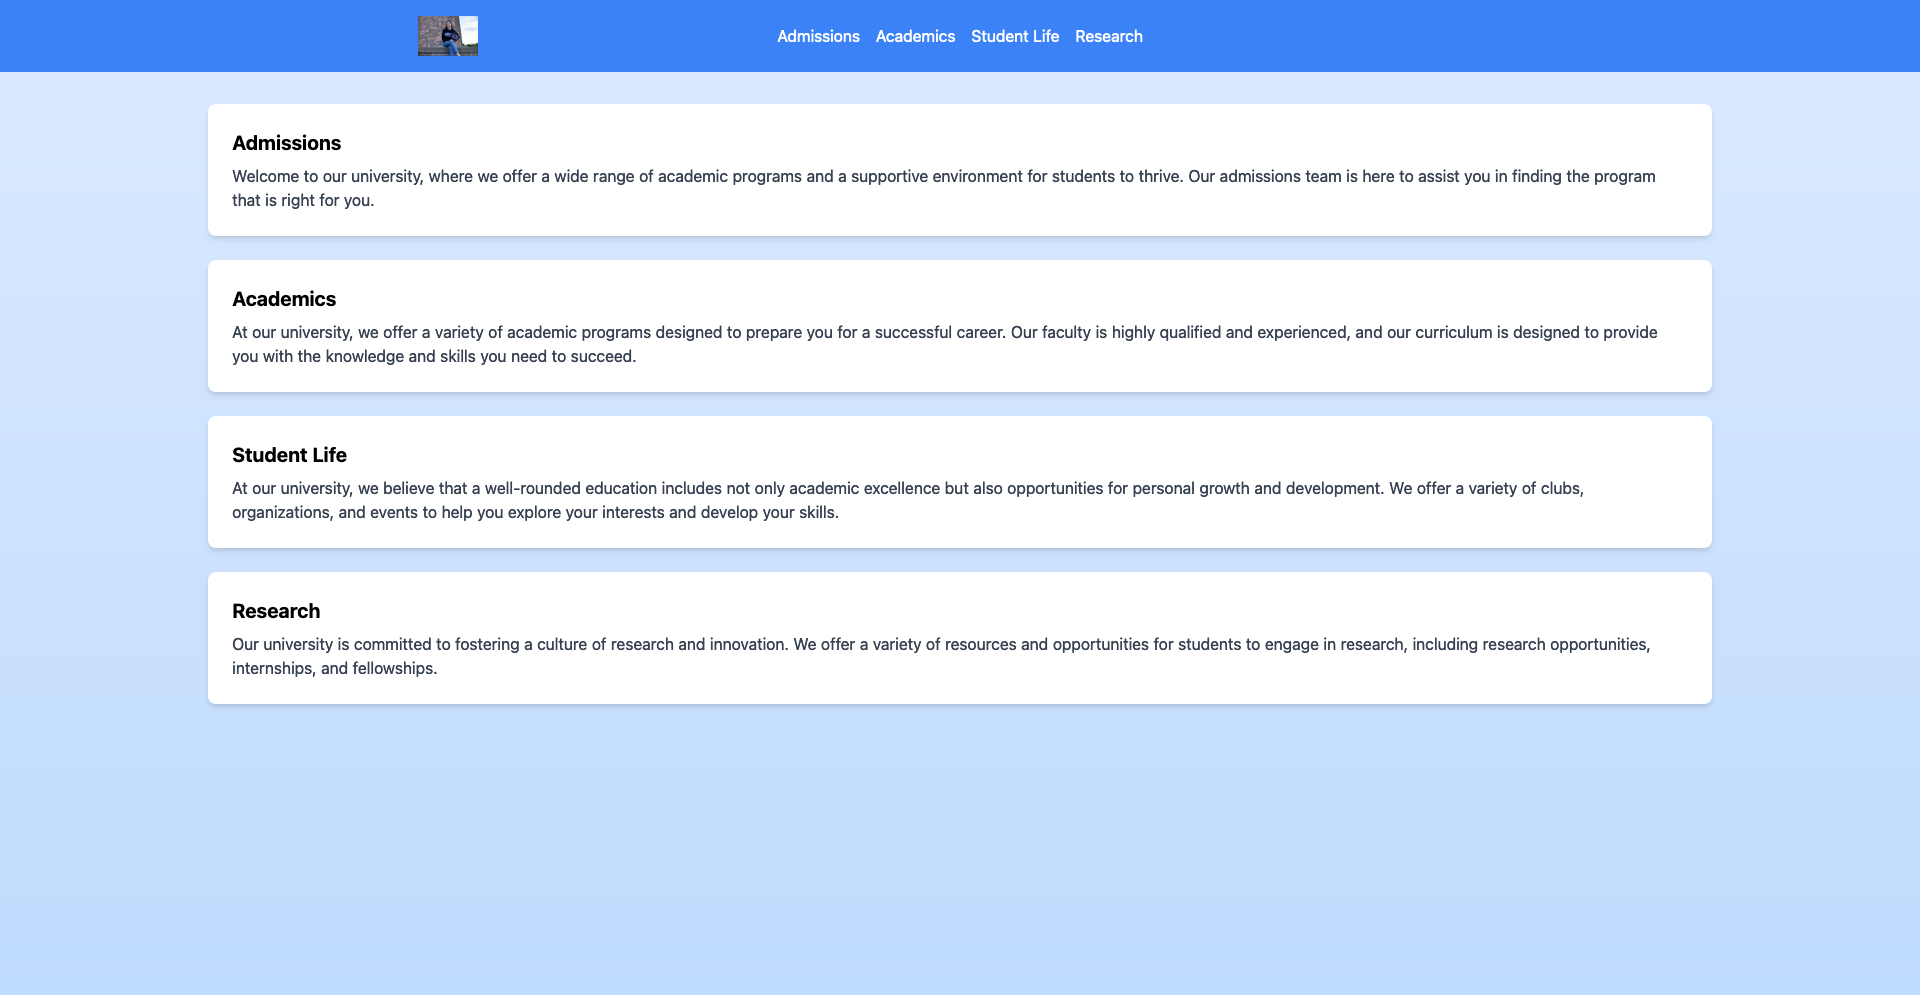 Admissions Academics Student Life Research
Admissions
Welcome to our university, where we offer a wide range of academic programs and a supportive environment for students to thrive. Our admissions team is here to assist you in finding the program
that is right for you.
Academics
At our university, we offer a variety of academic programs designed to prepare you for a successful career. Our faculty is highly qualified and experienced, and our curriculum is designed to provide
you with the knowledge and skills you need to succeed.
Student Life
At our university, we believe that a well-rounded education includes not only academic excellence but also opportunities for personal growth and development. We offer a variety of clubs,
organizations, and events to help you explore your interests and develop your skills.
Research
Our university is committed to fostering a culture of research and innovation. We offer a variety of resources and opportunities for students to engage in research, including research opportunities,
internships, and fellowships.